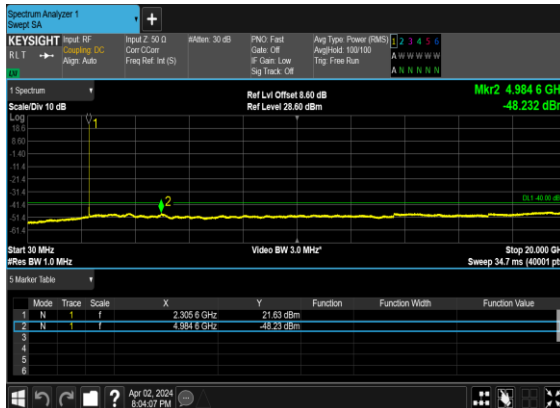 Spectrum Analyzer 1
Swept SA
+
KEYSIGHT Input: RF Input Z: 50 Ω #Atten: 30 dB PNO: Fast Avg Type: Power (RMS) 1 2 3 4 5 6
RLT Coupling: DC Corr CCorr Gate: Off Avg|Hold: 100/100 A W W W W W
Align: Auto Freq Ref: Int (S) IF Gain: Low Trig: Free Run
LXI Sig Track: Off A N N N N N
1 Spectrum Ref Lvl Offset 8.60 dB Mkr2 4.984 6 GH
Scale/Div 10 dB Ref Level 28.60 dBm -48.232 dBr
Log
1
18.6
8.60
-1.40
-11.4
-21.4
-31.4
DL1 -40.00 dB
-41.4
2
-51.4
-61.4
Start 30 MHz Video BW 3.0 MHz* Stop 20.000 GH
#Res BW 1.0 MHz Sweep 34.7 ms (40001 pt
5 Marker Table
Mode Trace Scale X Y Function Function Width Function Value
1 N 1 f 2.305 6 GHz 21.63 dBm
2 N 1 f 4.984 6 GHz -48.23 dBm
3
4
5
6
? Apr 02, 2024
8:04:07 PM